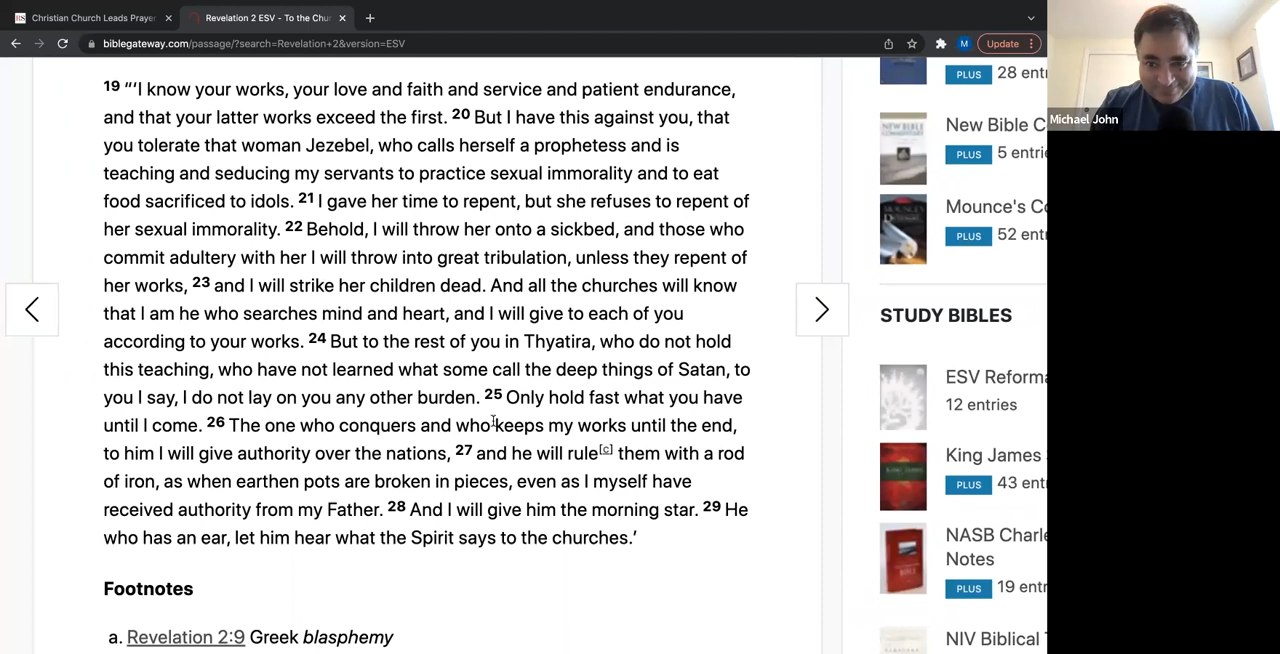 Christian Church Leads Prayer
Revelation 2 ESV - To the Chur
biblegateway.com/passage/?search=Revelation+2&version=ESV
M
Update
19 “‘I know your works, your love and faith and service and patient endurance,
and that your latter works exceed the first. 20 But I have this against you, that
you tolerate that woman Jezebel, who calls herself a prophetess and is
teaching and seducing my servants to practice sexual immorality and to eat
food sacrificed to idols. 21 I gave her time to repent, but she refuses to repent of
her sexual immorality. 22 Behold, I will throw her onto a sickbed, and those who
commit adultery with her I will throw into great tribulation, unless they repent of
her works, 23 and I will strike her children dead. And all the churches will know
that I am he who searches mind and heart, and I will give to each of you
according to your works. 24 But to the rest of you in Thyatira, who do not hold
this teaching, who have not learned what some call the deep things of Satan, to
you I say, I do not lay on you any other burden. 25 Only hold fast what you have
until I come. 26 The one who conquers and who keeps my works until the end,
to him I will give authority over the nations, 27 and he will rule[c] them with a rod
of iron, as when earthen pots are broken in pieces, even as I myself have
received authority from my Father. 28 And I will give him the morning star. 29 He
who has an ear, let him hear what the Spirit says to the churches.’
Footnotes
a. Revelation 2:9 Greek blasphemy
PLUS 28 entr
New Bible C
PLUS 5 entrie
Mounce's Co
PLUS 52 entr
STUDY BIBLES
ESV Reforma
12 entries
King James
PLUS 43 entr
NASB Charle
Notes
PLUS 19 entr
NIV Biblical
Michael John